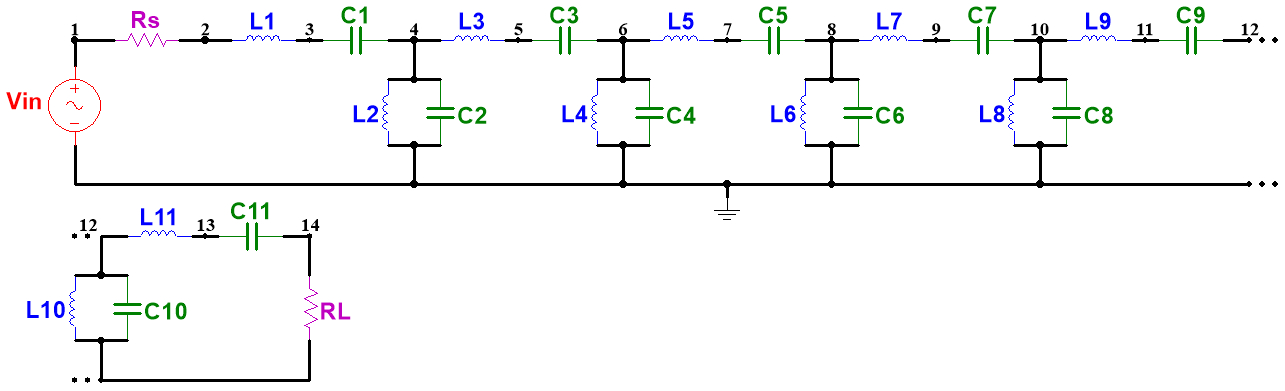 1 Rs 2 L1 3 C1 4 L3 5 C3 6 L5 7 C5 8 L7 9 C7 10 L9 11 C9 12
Vin + − L2 C2 L4 C4 L6 C6 L8 C8
12 L11 13 C11 14
L10 C10 RL